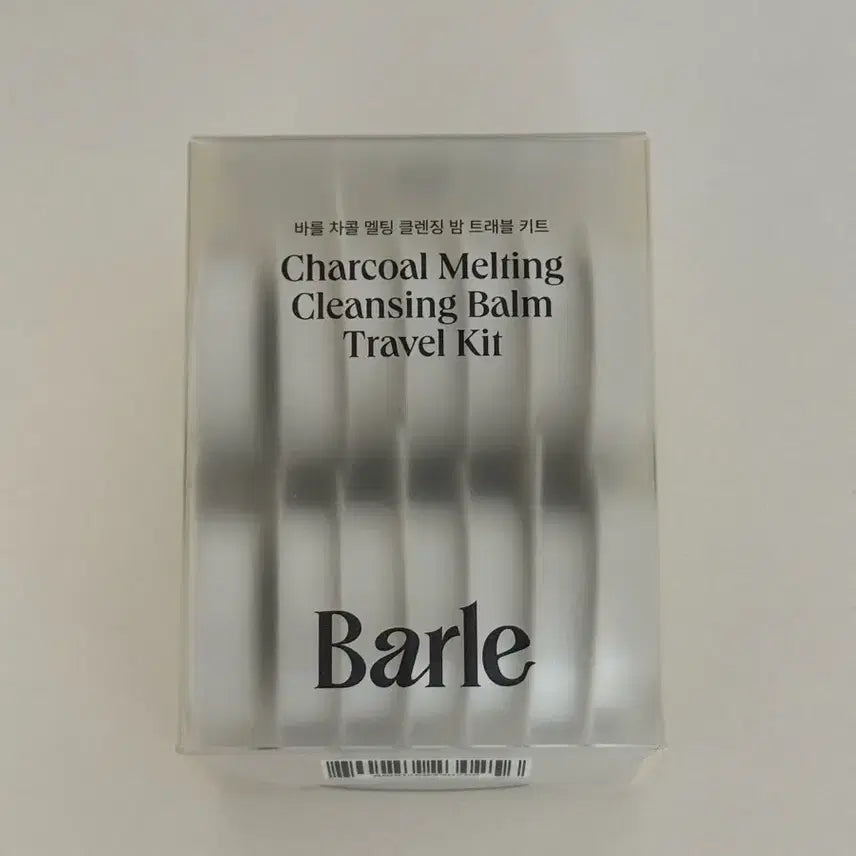 바를 차콜 멜팅 클렌징 밤 트래블 키트
Charcoal Melting
Cleansing Balm
Travel Kit
Barle